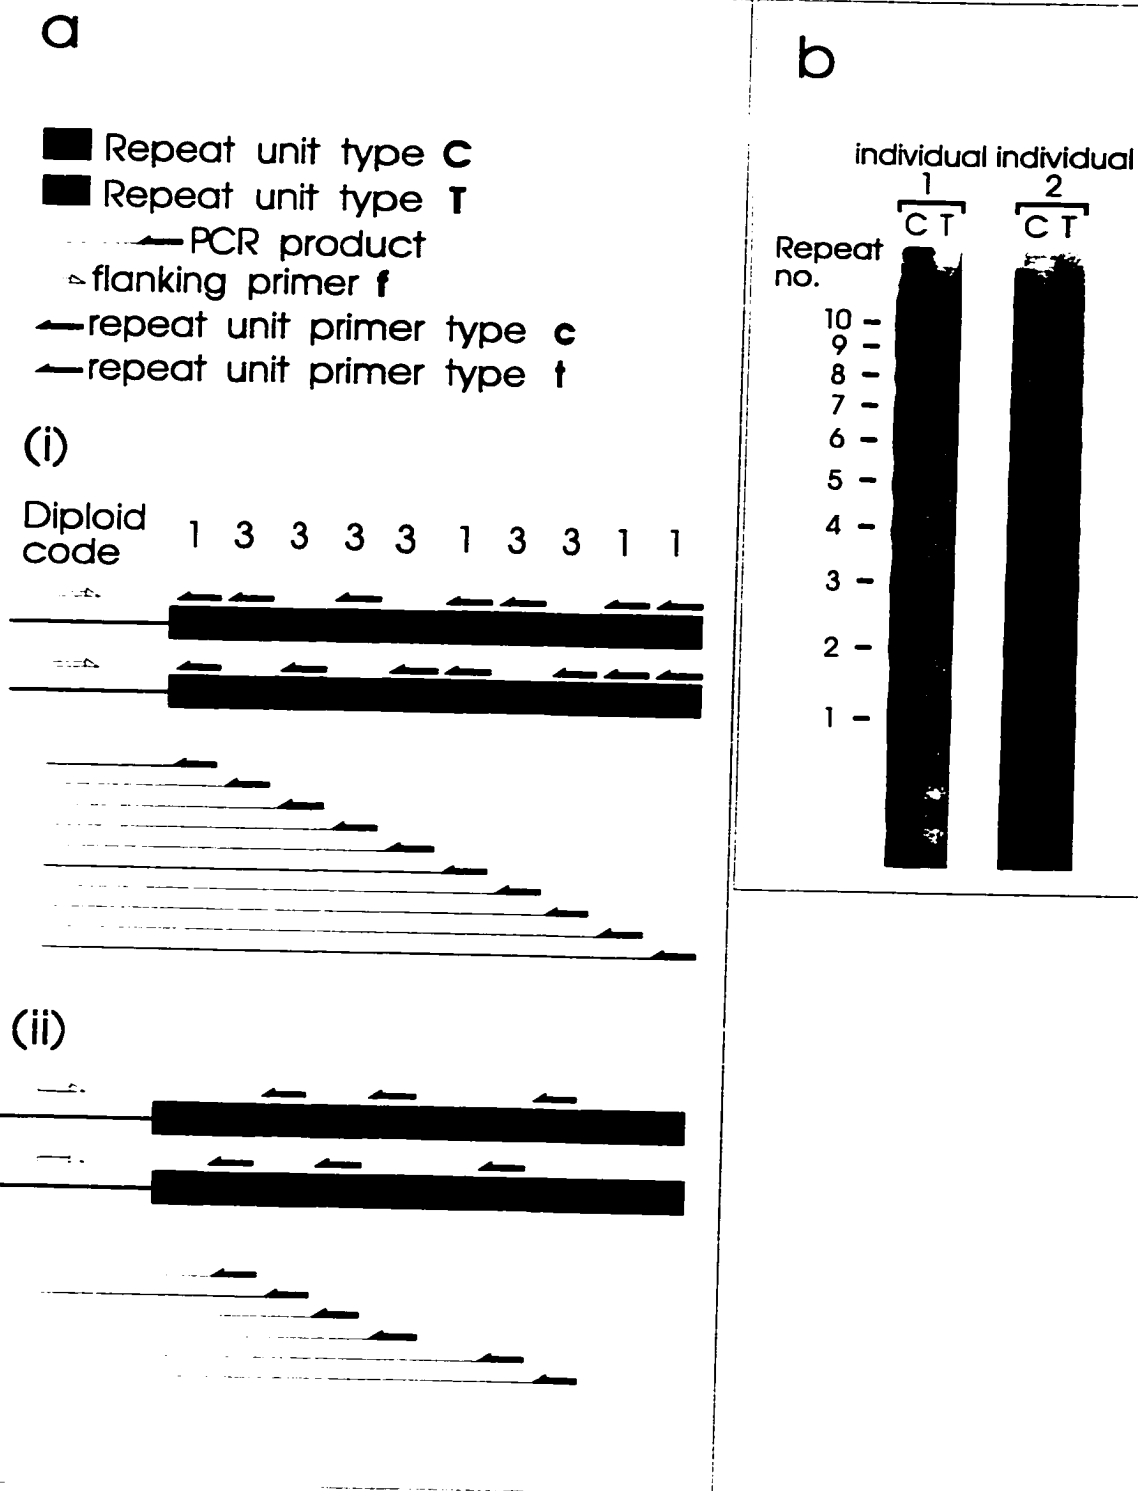 a
Repeat unit type C
Repeat unit type T
PCR product
flanking primer f
repeat unit primer type c
repeat unit primer type t
(i)
Diploid
code
1 3 3 3 3 1 3 3 1 1
(ii)
b
individual individual
1 2
C T C T
Repeat
no.
10
9
8
7
6
5
4
3
2
1